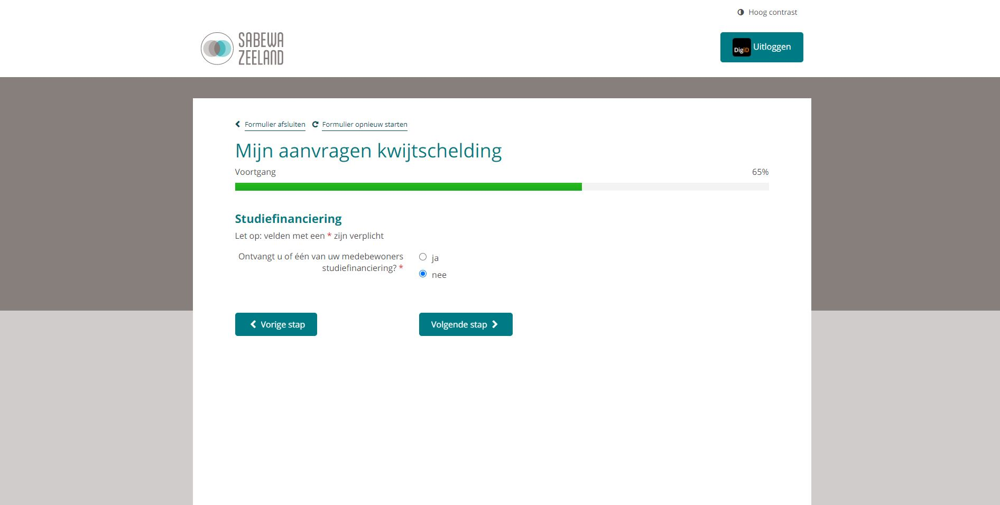 Hoog contrast
SABEWA
ZEELAND
DigiD Uitloggen
Formulier afsluiten Formulier opnieuw starten
Mijn aanvragen kwijtschelding
Voortgang 65%
Studiefinanciering
Let op: velden met een * zijn verplicht
Ontvangt u of één van uw medebewoners
studiefinanciering? *
ja
nee
Vorige stap Volgende stap